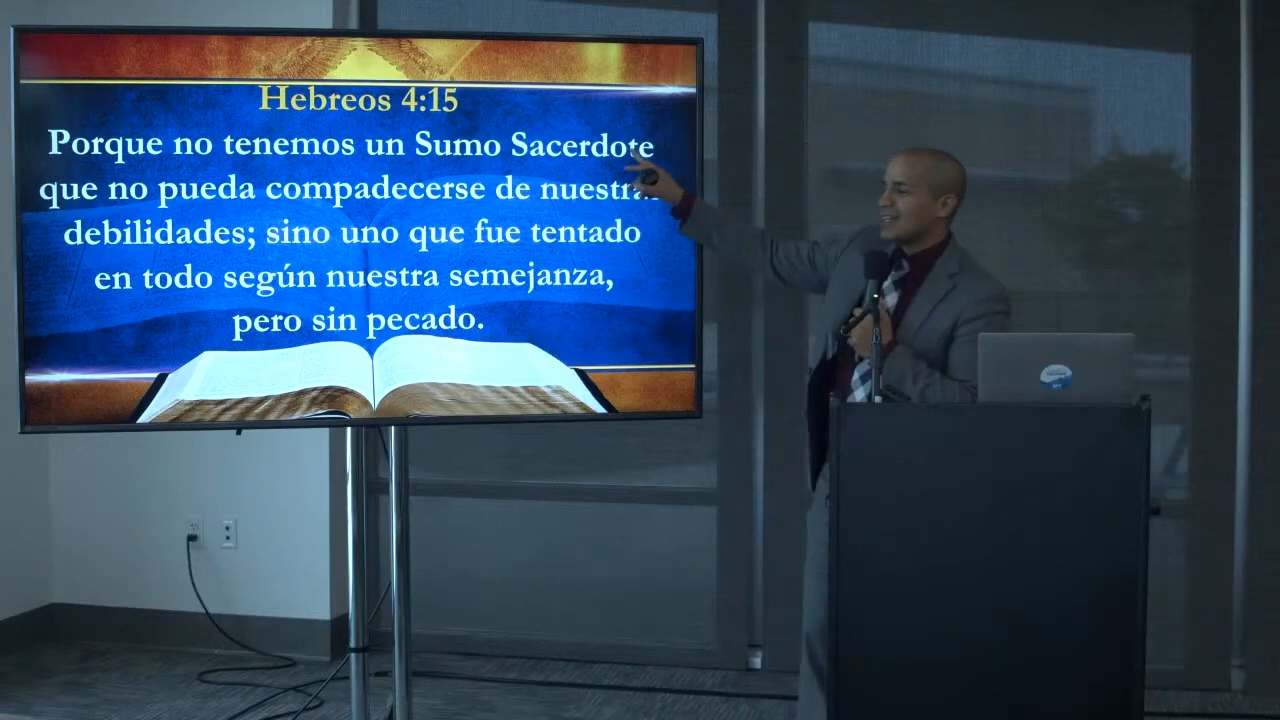 Hebreos 4:15
Porque no tenemos un Sumo Sacerdote
que no pueda compadecerse de nuestras
debilidades; sino uno que fue tentado
en todo según nuestra semejanza,
pero sin pecado.